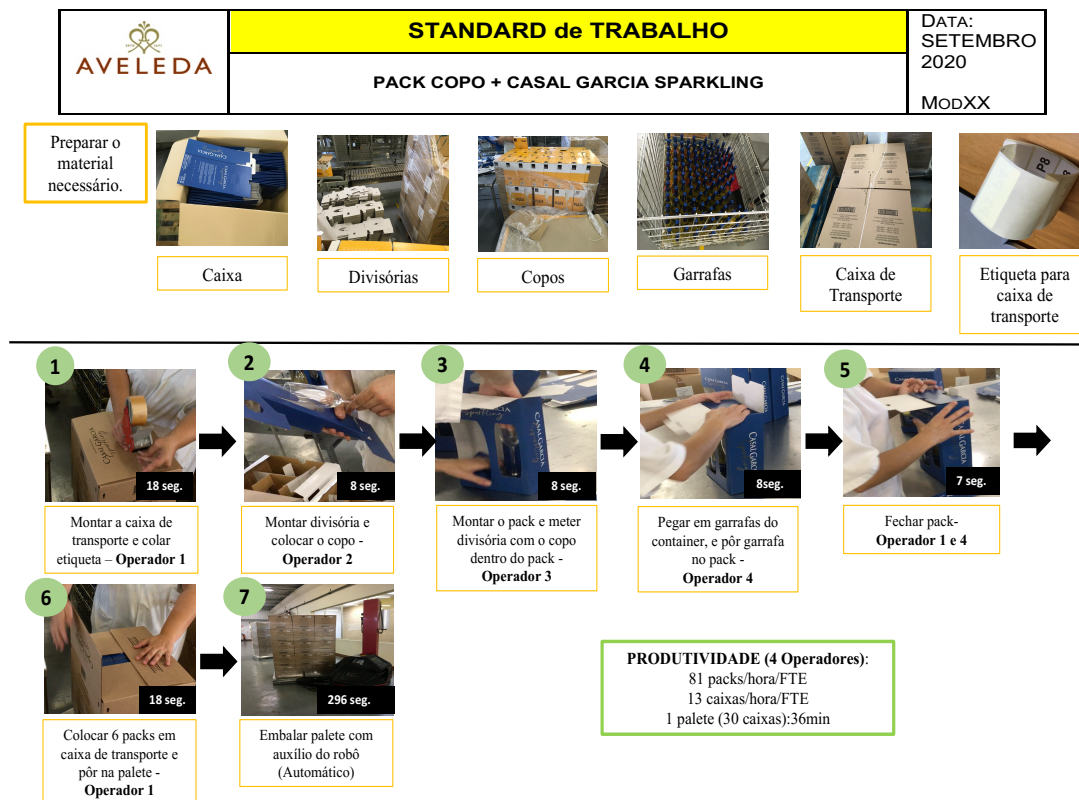 AVELEDA
STANDARD de TRABALHO
PACK COPO + CASAL GARCIA SPARKLING
DATA:
SETEMBRO
2020
MODXX
Preparar o
material
necessário.
P8
Caixa
Divisórias
Copos
Garrafas
Caixa de
Transporte
Etiqueta para
caixa de
transporte
1
18 seg.
Montar a caixa de
transporte e colar
etiqueta – Operador 1
2
8 seg.
Montar divisória e
colocar o copo -
Operador 2
3
CASAL GARCIA
8 seg.
Montar o pack e meter
divisória com o copo
dentro do pack -
Operador 3
4
CASAL GARCIA
8seg.
Pegar em garrafas do
container, e pôr garrafa
no pack -
Operador 4
5
CASAL GARCIA
7 seg.
Fechar pack-
Operador 1 e 4
6
18 seg.
Colocar 6 packs em
caixa de transporte e
pôr na palete -
Operador 1
7
296 seg.
Embalar palete com
auxílio do robô
(Automático)
PRODUTIVIDADE (4 Operadores):
81 packs/hora/FTE
13 caixas/hora/FTE
1 palete (30 caixas):36min